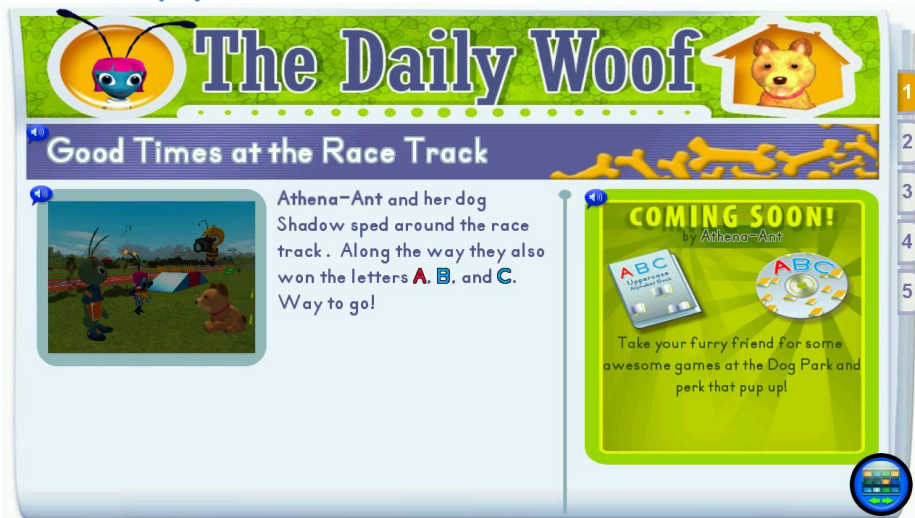 The Daily Woof
Good Times at the Race Track
Athena-Ant and her dog
Shadow sped around the race
track. Along the way they also
won the letters A, B, and C.
Way to go!
COMING SOON!
by Athena-Ant
ABC
Uppercase
Alphabet Book
ABC
Take your furry friend for some
awesome games at the Dog Park and
perk that pup up!
1
2
3
4
5